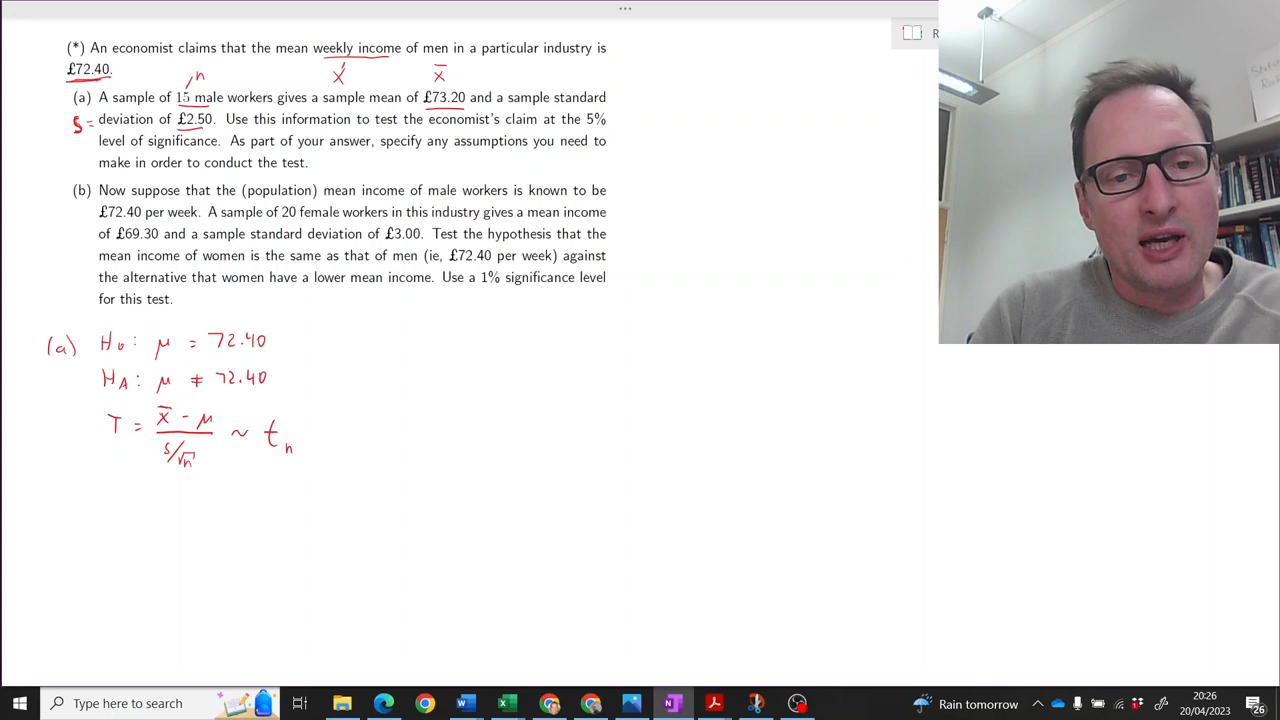 (*) An economist claims that the mean weekly income of men in a particular industry is
£72.40.
n
x
x̄
(a) A sample of 15 male workers gives a sample mean of £73.20 and a sample standard
S = deviation of £2.50. Use this information to test the economist's claim at the 5%
level of significance. As part of your answer, specify any assumptions you need to
make in order to conduct the test.
(b) Now suppose that the (population) mean income of male workers is known to be
£72.40 per week. A sample of 20 female workers in this industry gives a mean income
of £69.30 and a sample standard deviation of £3.00. Test the hypothesis that the
mean income of women is the same as that of men (ie, £72.40 per week) against
the alternative that women have a lower mean income. Use a 1% significance level
for this test.
(a) H₀ : μ = 72.40
H_A : μ ≠ 72.40
T = (x̄ - μ) / (s/√n) ~ t_n
Type here to search
Rain tomorrow
20:26
20/04/2023
26